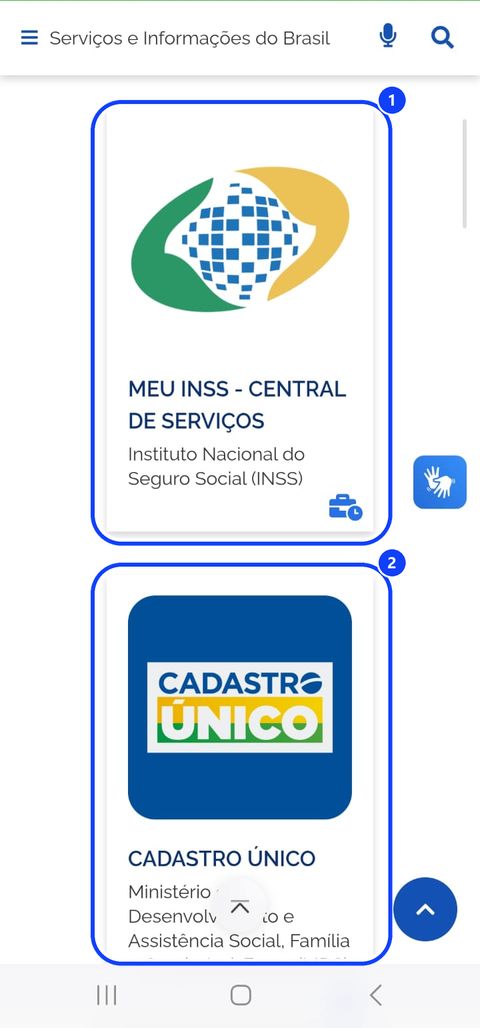 Serviços e Informações do Brasil
1
MEU INSS - CENTRAL
DE SERVIÇOS
Instituto Nacional do
Seguro Social (INSS)
2
CADASTRO
ÚNICO
CADASTRO ÚNICO
Ministério
e
Assistência Social, Família